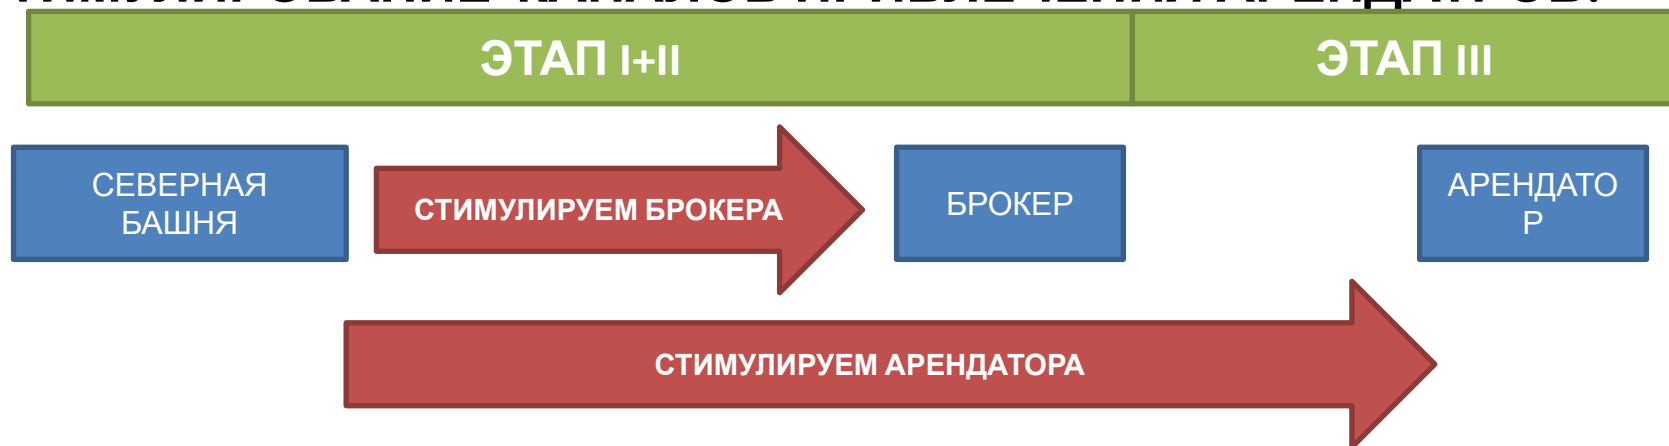 ЭТАП I+II
ЭТАП III
СЕВЕРНАЯ
БАШНЯ
СТИМУЛИРУЕМ БРОКЕРА
БРОКЕР
АРЕНДАТО
Р
СТИМУЛИРУЕМ АРЕНДАТОРА